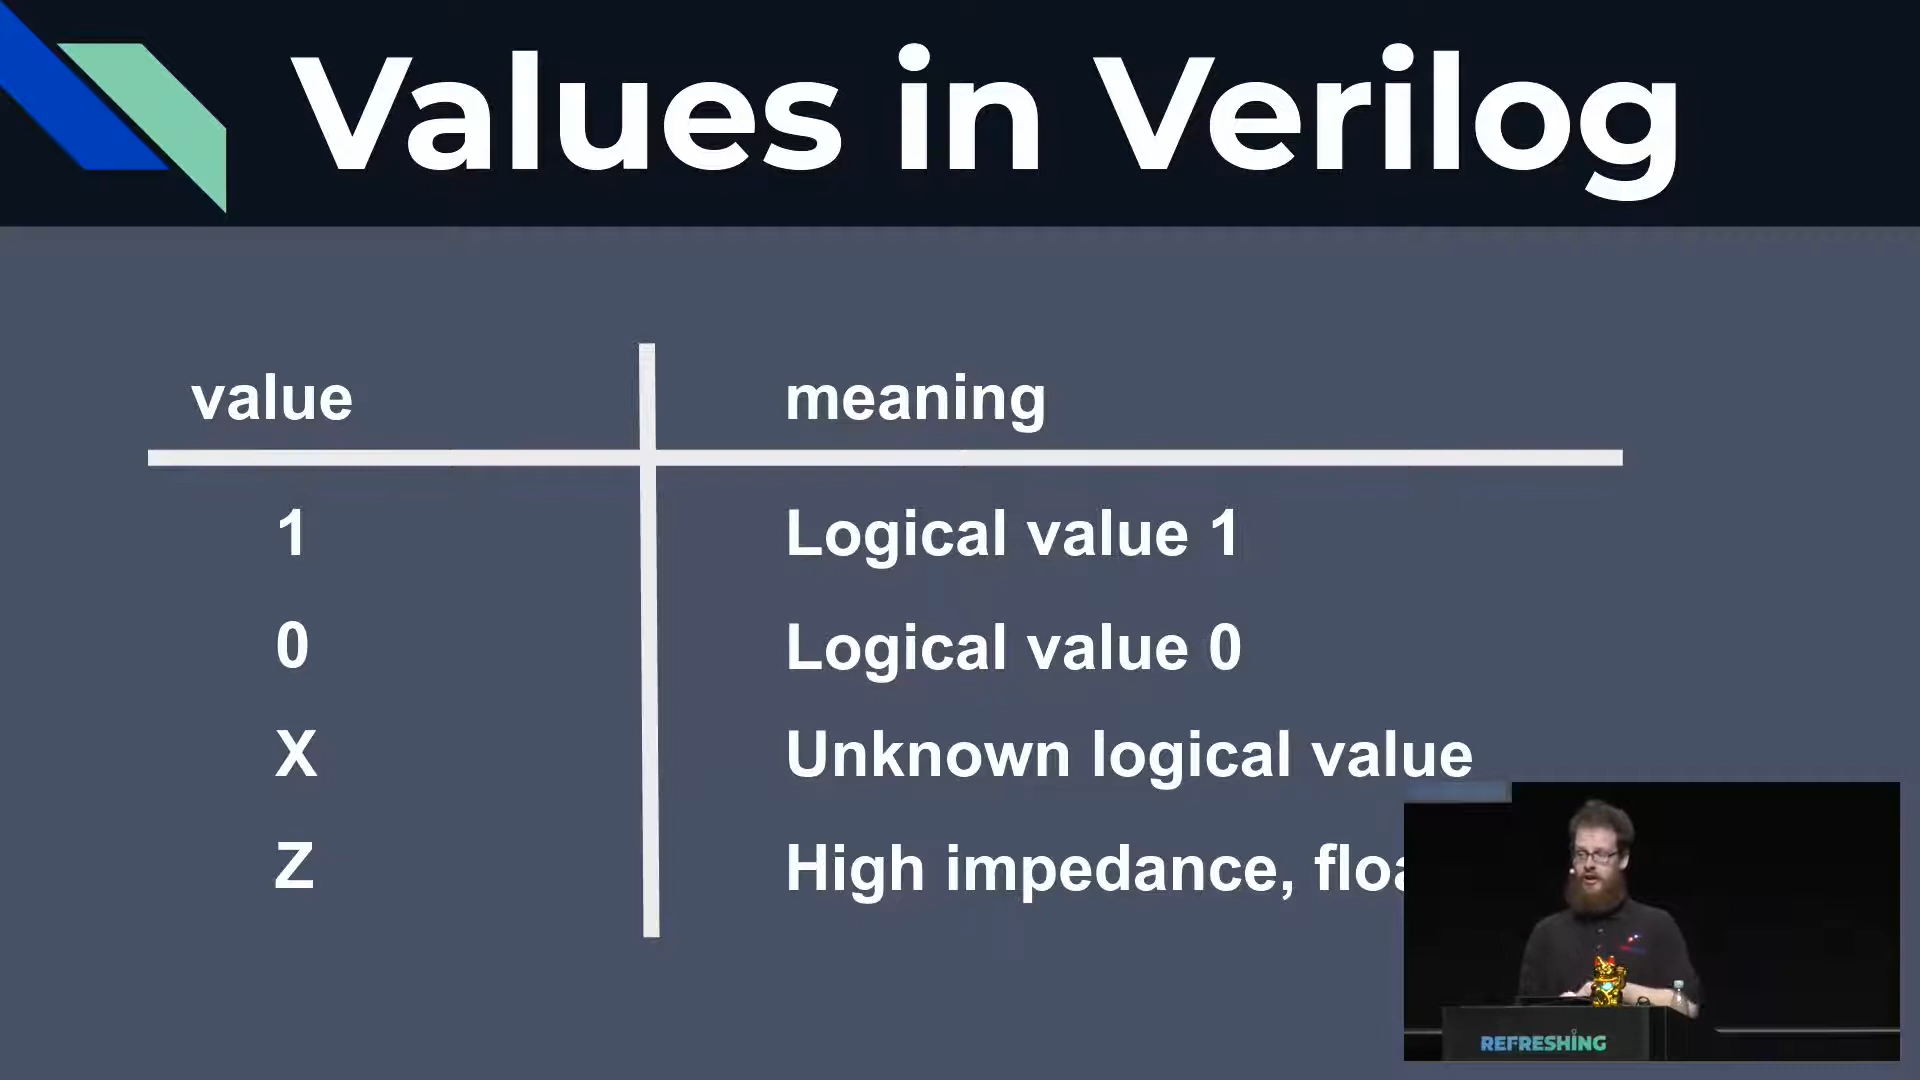 Values in Verilog
value meaning
1 Logical value 1
0 Logical value 0
X Unknown logical value
Z High impedance,
REFRESHING